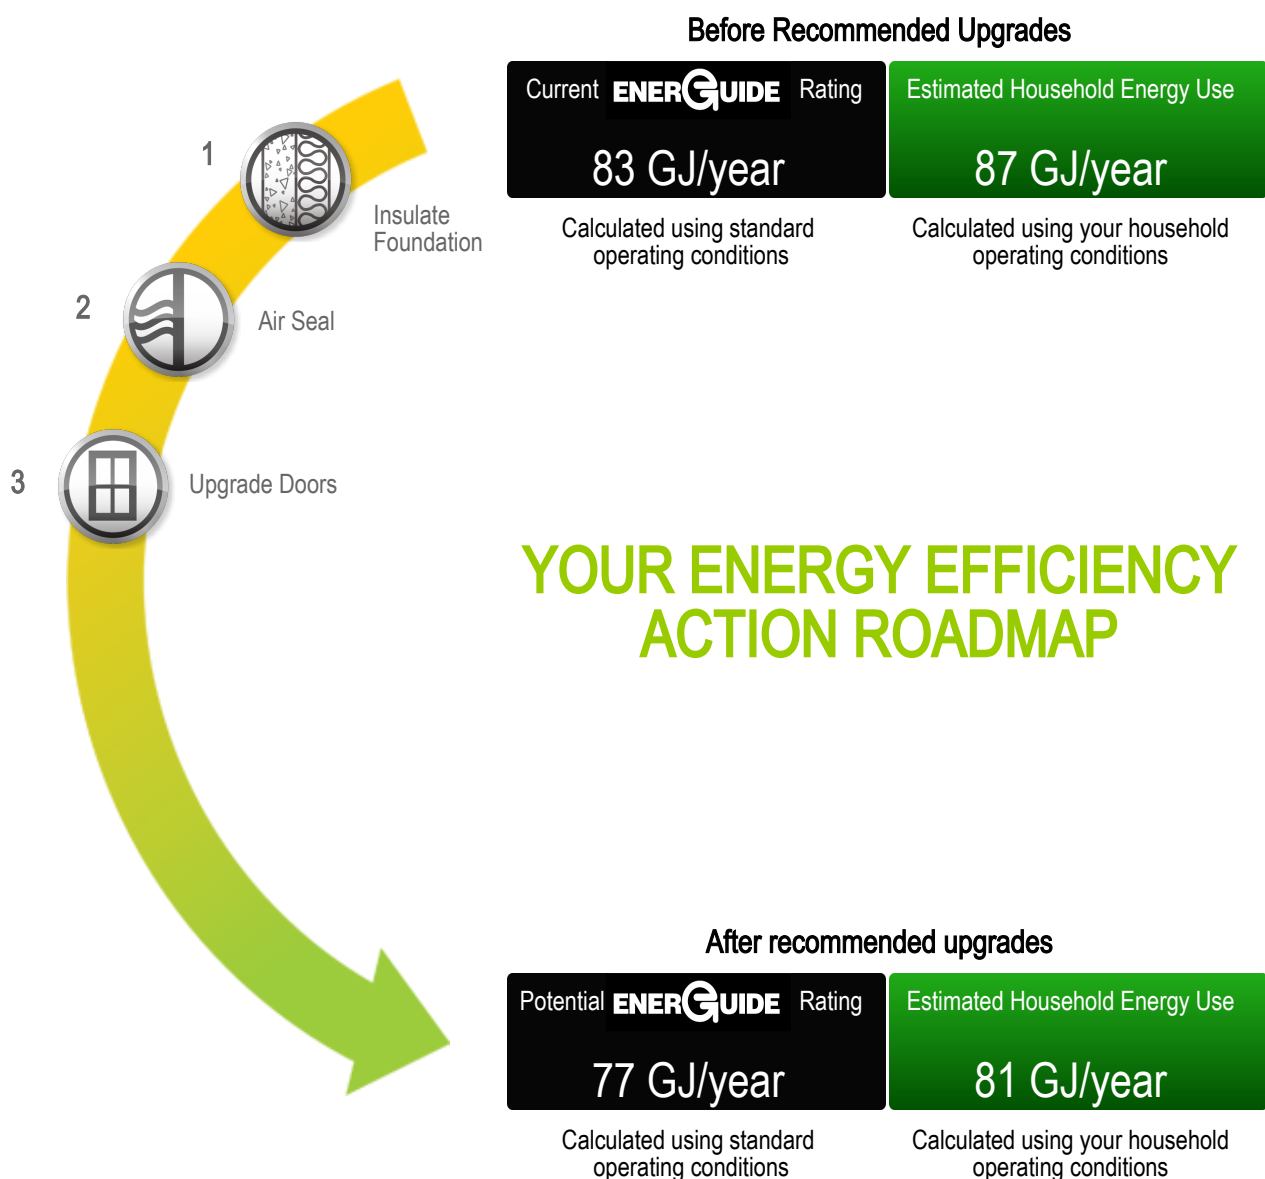 Before Recommended Upgrades
Current ENERGUIDE Rating
83 GJ/year
Calculated using standard
operating conditions
Estimated Household Energy Use
87 GJ/year
Calculated using your household
operating conditions
1
Insulate
Foundation
2
Air Seal
3
Upgrade Doors
YOUR ENERGY EFFICIENCY
ACTION ROADMAP
After recommended upgrades
Potential ENERGUIDE Rating
77 GJ/year
Calculated using standard
operating conditions
Estimated Household Energy Use
81 GJ/year
Calculated using your household
operating conditions